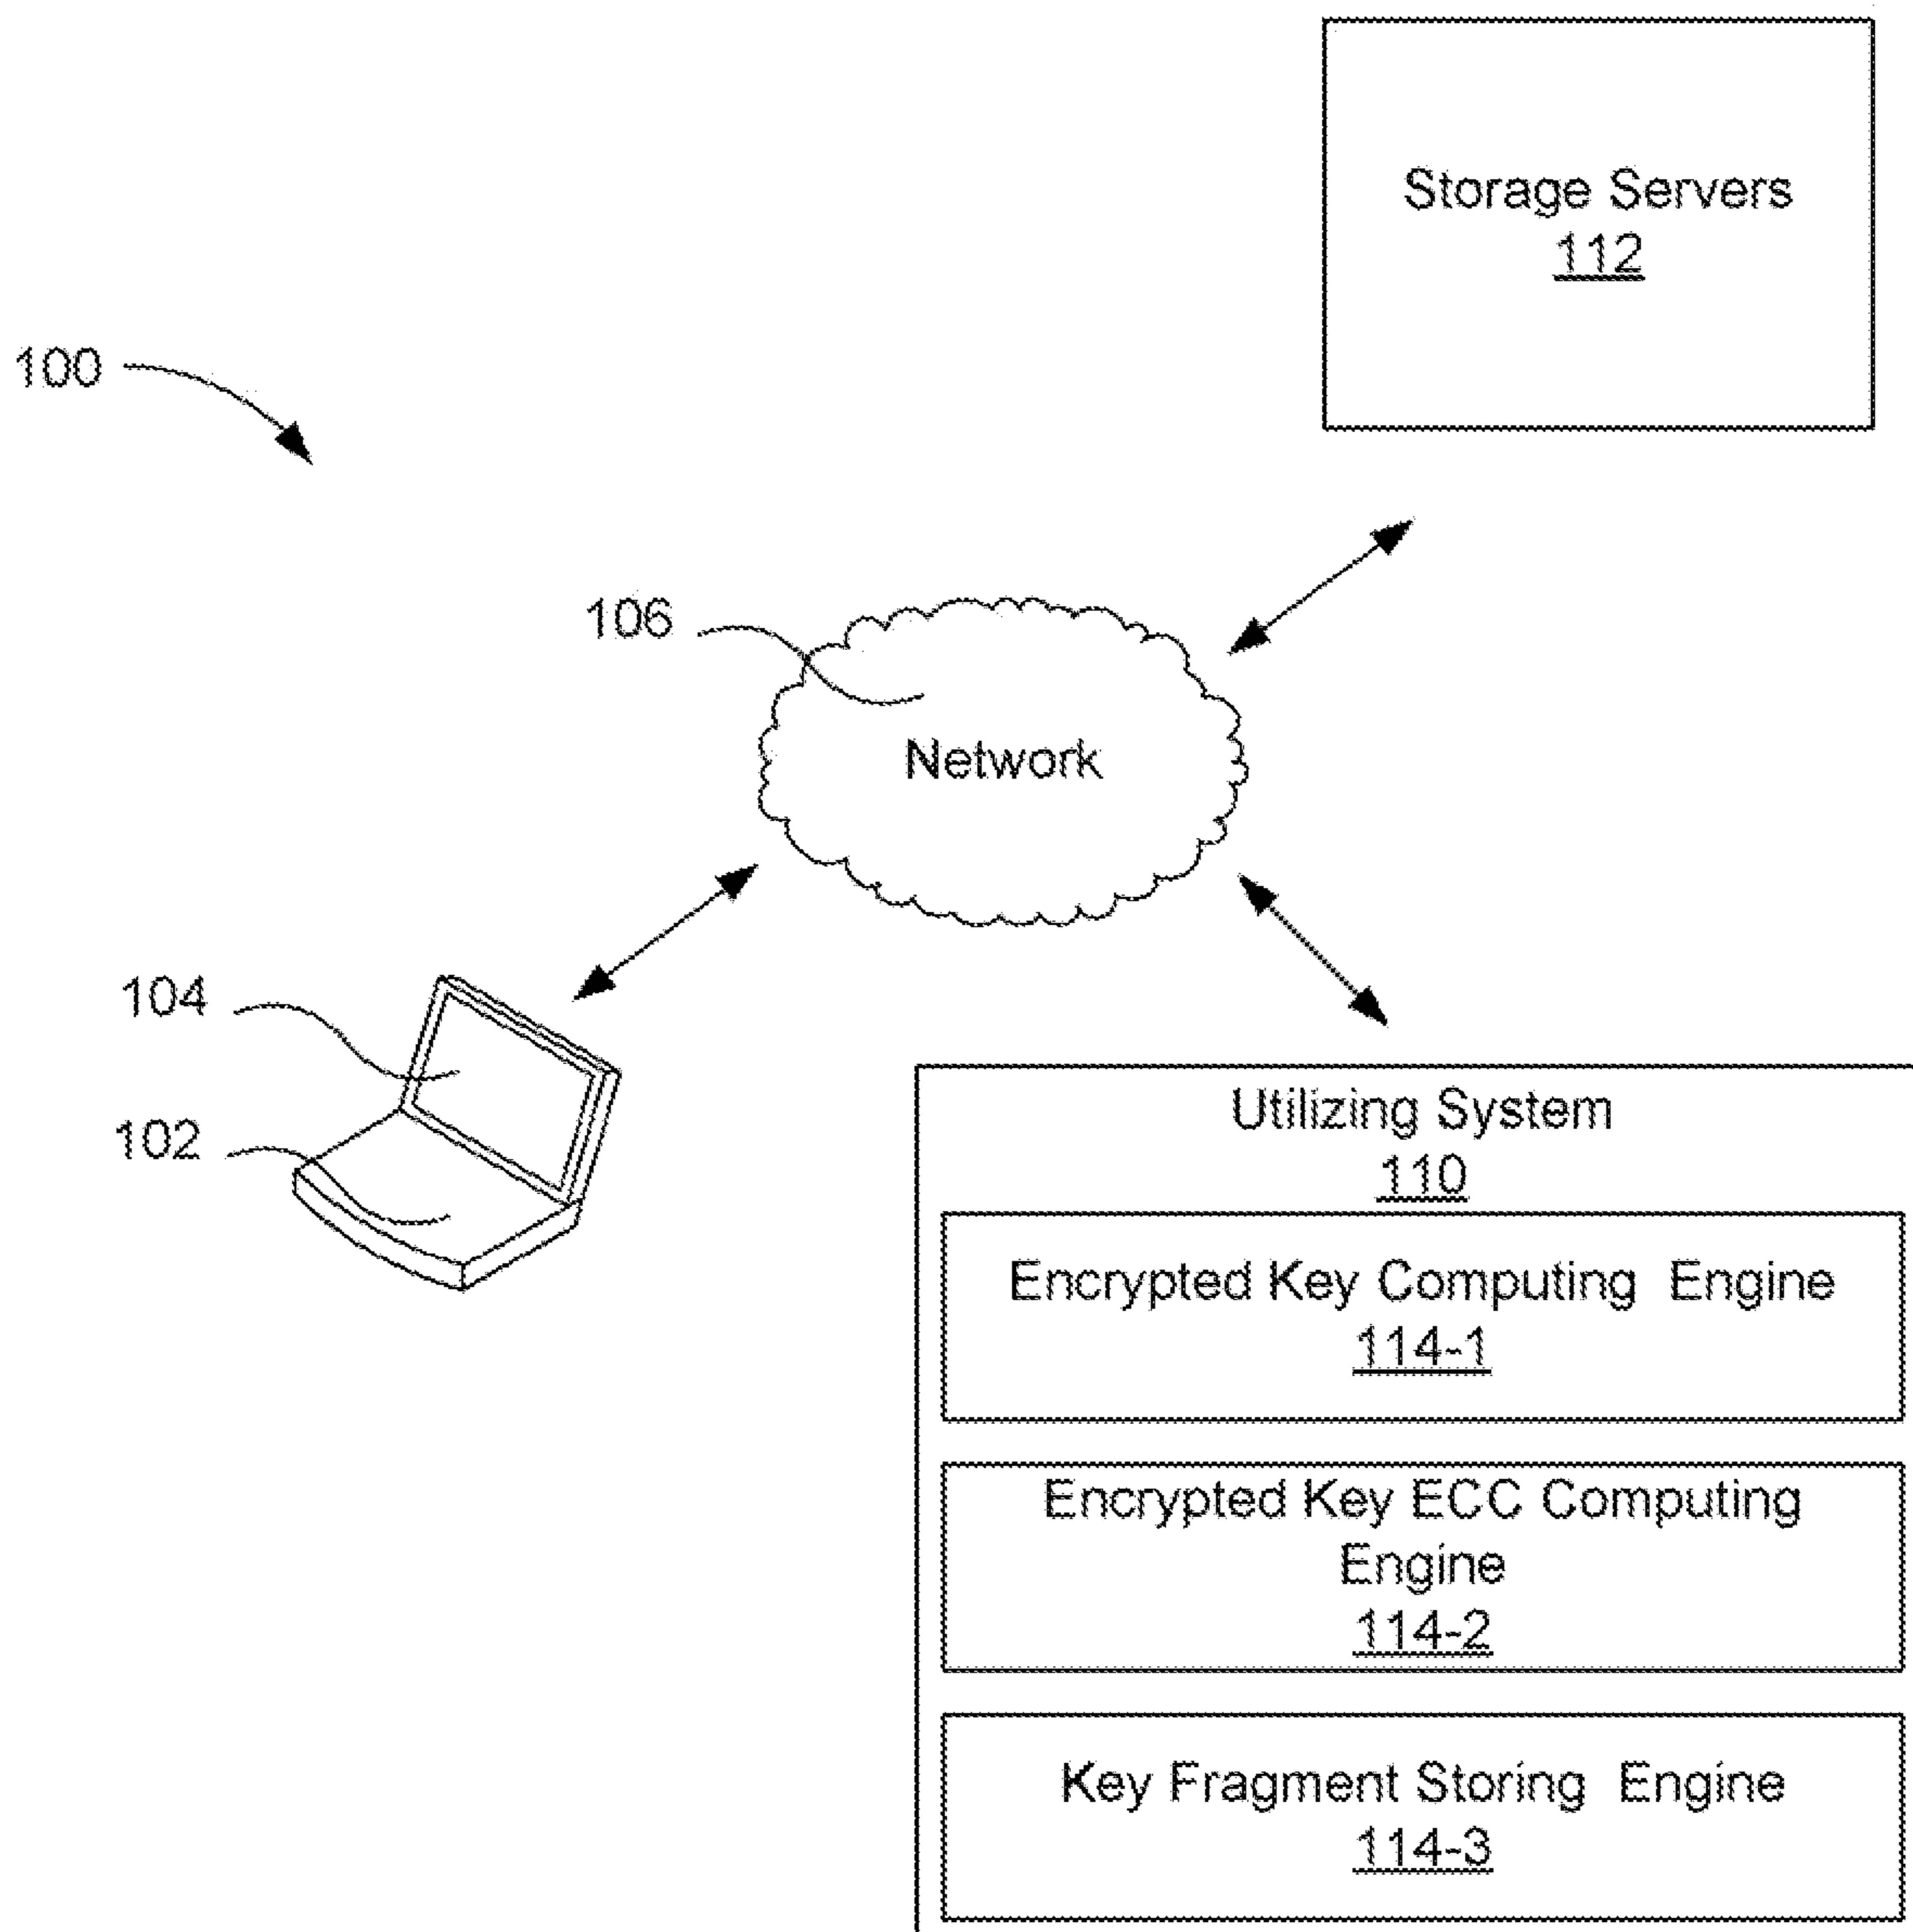 Storage Servers
112
100
106
Network
104
102
Utilizing System
110
Encrypted Key Computing Engine
114-1
Encrypted Key ECC Computing
Engine
114-2
Key Fragment Storing Engine
114-3